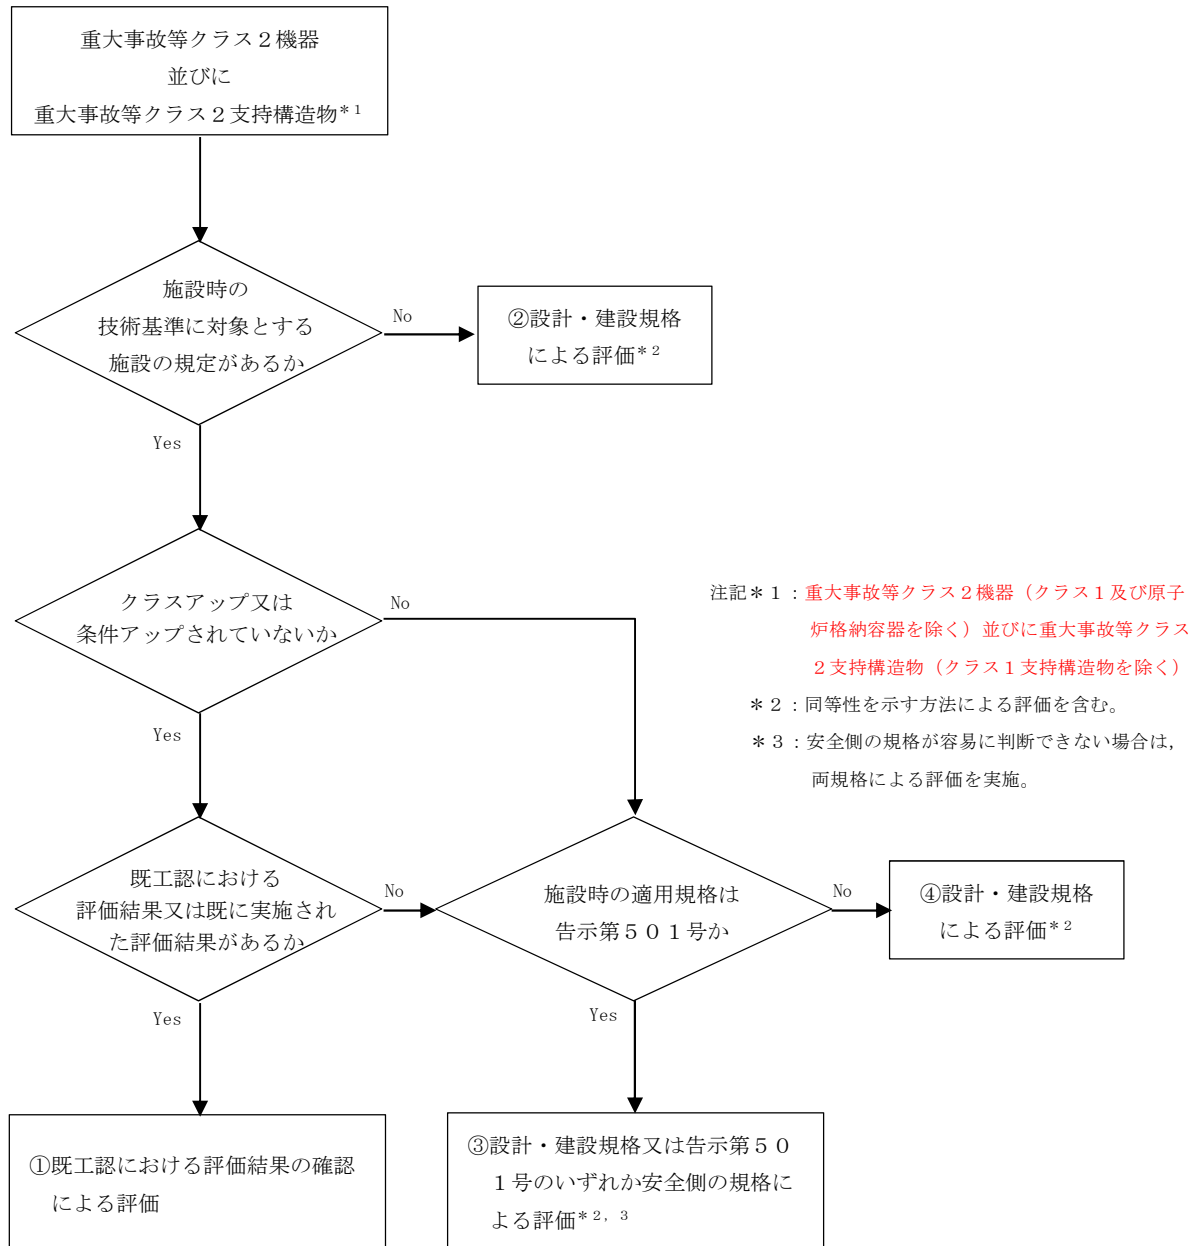 重大事故等クラス２機器
並びに
重大事故等クラス２支持構造物＊１
施設時の
技術基準に対象とする
施設の規定があるか
No
②設計・建設規格
による評価＊２
Yes
クラスアップ又は
条件アップされていないか
No
注記＊１：重大事故等クラス２機器（クラス１及び原子
炉格納容器を除く）並びに重大事故等クラス
２支持構造物（クラス１支持構造物を除く）
＊２：同等性を示す方法による評価を含む。
＊３：安全側の規格が容易に判断できない場合は，
両規格による評価を実施。
Yes
既工認における
評価結果又は既に実施され
た評価結果があるか
No
施設時の適用規格は
告示第５０１号か
No
④設計・建設規格
による評価＊２
Yes
Yes
①既工認における評価結果の確認
による評価
③設計・建設規格又は告示第５０
１号のいずれか安全側の規格に
よる評価＊２，３